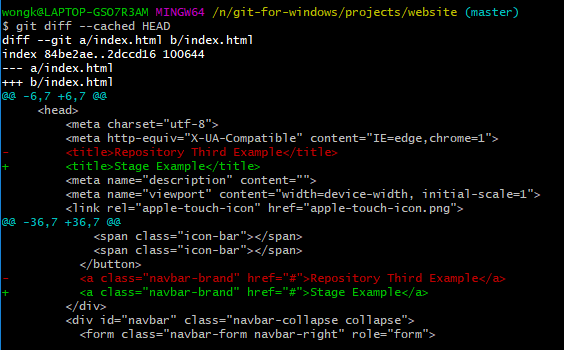 wongk@LAPTOP-GSO7R3AM MINGW64 /n/git-for-windows/projects/website (master)
$ git diff --cached HEAD
diff --git a/index.html b/index.html
index 84be2ae..2dccd16 100644
--- a/index.html
+++ b/index.html
@@ -6,7 +6,7 @@
     <head>
         <meta charset="utf-8">
         <meta http-equiv="X-UA-Compatible" content="IE=edge,chrome=1">
-        <title>Repository Third Example</title>
+        <title>Stage Example</title>
         <meta name="description" content="">
         <meta name="viewport" content="width=device-width, initial-scale=1">
         <link rel="apple-touch-icon" href="apple-touch-icon.png">
@@ -36,7 +36,7 @@
             <span class="icon-bar"></span>
             <span class="icon-bar"></span>
           </button>
-          <a class="navbar-brand" href="#">Repository Third Example</a>
+          <a class="navbar-brand" href="#">Stage Example</a>
         </div>
         <div id="navbar" class="navbar-collapse collapse">
           <form class="navbar-form navbar-right" role="form">